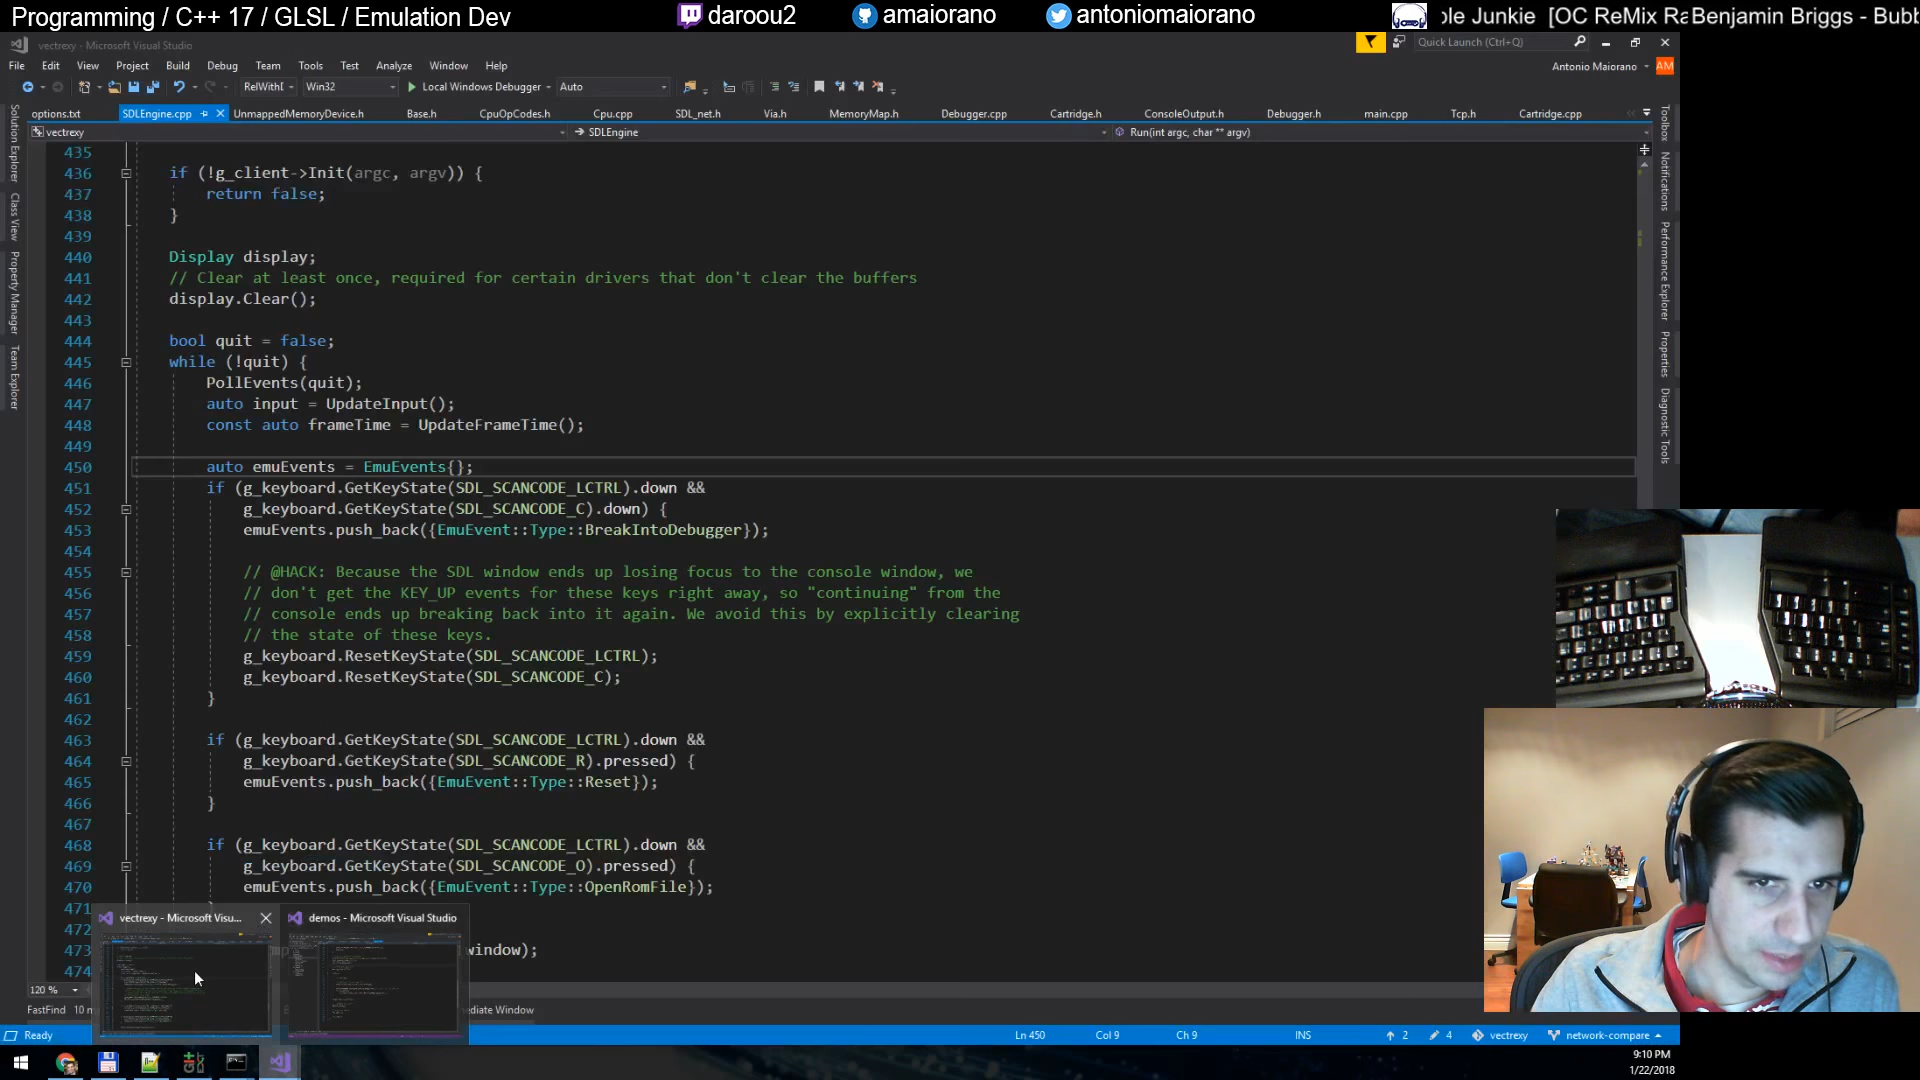 Programming / C++ 17 / GLSL / Emulation Dev
daroou2
amaiorano
antoniomaiorano
Junkie [OC ReMix Ra
Benjamin Briggs - Bubb
vectrexy - Microsoft Visual Studio
Quick Launch (Ctrl+Q)
File Edit View Project Build Debug Team Tools Test Analyze Window Help
Antonio Maiorano AM
RelWithI Win32 Local Windows Debugger Auto
options.txt SDLEngine.cpp UnmappedMemoryDevice.h Base.h CpuOpCodes.h Cpu.cpp SDL_net.h Via.h MemoryMap.h Debugger.cpp Cartridge.h ConsoleOutput.h Debugger.h main.cpp Tcp.h Cartridge.cpp
vectrexy SDLEngine Run(int argc, char ** argv)
Solution Explorer
Class View
Property Manager
Team Explorer
Toolbox
Notifications
Performance Explorer
Properties
Diagnostic Tools
435
436 if (!g_client->Init(argc, argv)) {
437 return false;
438 }
439
440 Display display;
441 // Clear at least once, required for certain drivers that don't clear the buffers
442 display.Clear();
443
444 bool quit = false;
445 while (!quit) {
446 PollEvents(quit);
447 auto input = UpdateInput();
448 const auto frameTime = UpdateFrameTime();
449
450 auto emuEvents = EmuEvents{};
451 if (g_keyboard.GetKeyState(SDL_SCANCODE_LCTRL).down &&
452 g_keyboard.GetKeyState(SDL_SCANCODE_C).down) {
453 emuEvents.push_back({EmuEvent::Type::BreakIntoDebugger});
454
455 // @HACK: Because the SDL window ends up losing focus to the console window, we
456 // don't get the KEY_UP events for these keys right away, so "continuing" from the
457 // console ends up breaking back into it again. We avoid this by explicitly clearing
458 // the state of these keys.
459 g_keyboard.ResetKeyState(SDL_SCANCODE_LCTRL);
460 g_keyboard.ResetKeyState(SDL_SCANCODE_C);
461 }
462
463 if (g_keyboard.GetKeyState(SDL_SCANCODE_LCTRL).down &&
464 g_keyboard.GetKeyState(SDL_SCANCODE_R).pressed) {
465 emuEvents.push_back({EmuEvent::Type::Reset});
466 }
467
468 if (g_keyboard.GetKeyState(SDL_SCANCODE_LCTRL).down &&
469 g_keyboard.GetKeyState(SDL_SCANCODE_O).pressed) {
470 emuEvents.push_back({EmuEvent::Type::OpenRomFile});
471
472
473 window);
474
vectrexy - Microsoft Visu... demos - Microsoft Visual Studio
120 %
FastFind 10 ediate Window
Ready Ln 450 Col 9 Ch 9 INS 2 4 vectrexy network-compare
9:10 PM
1/22/2018